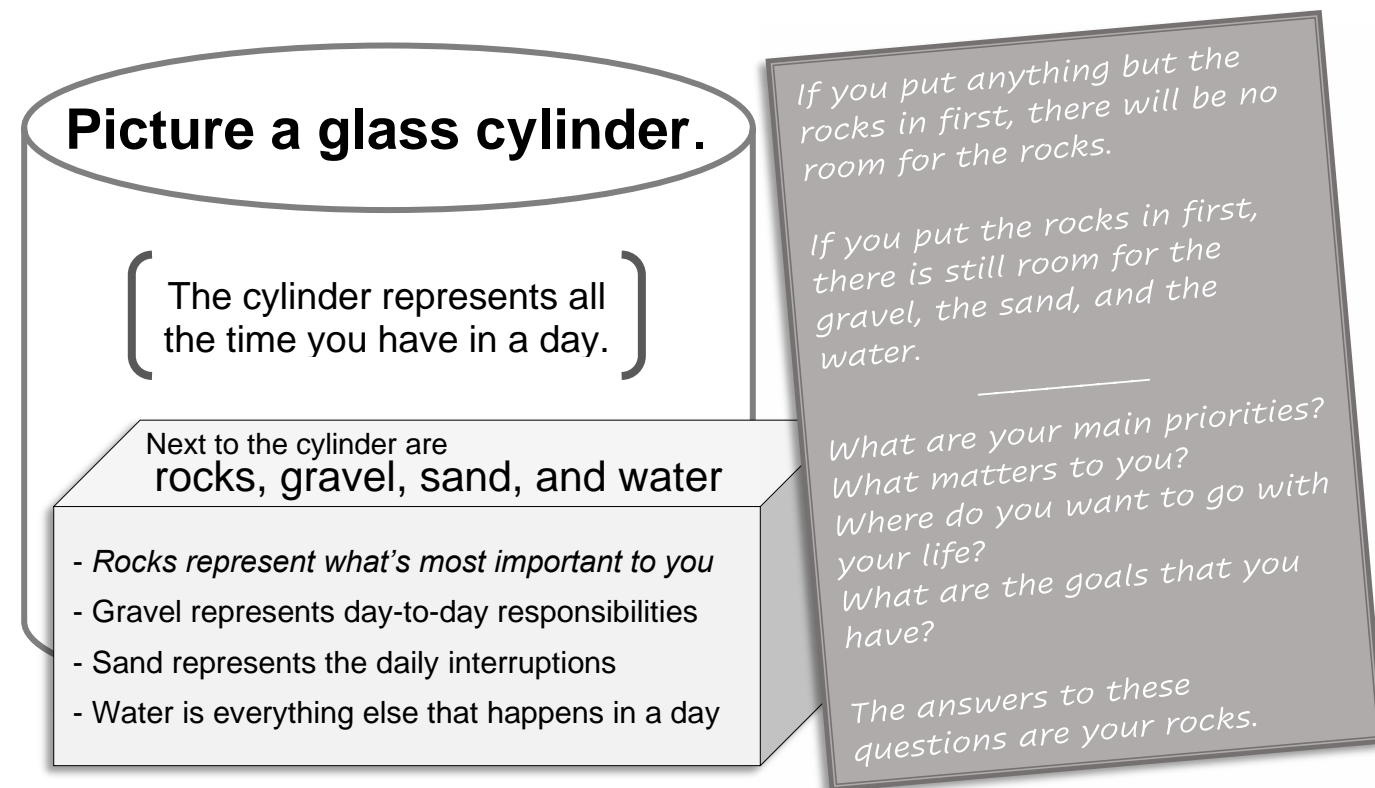 Picture a glass cylinder.
The cylinder represents all
the time you have in a day.
Next to the cylinder are
rocks, gravel, sand, and water
- Rocks represent what's most important to you
- Gravel represents day-to-day responsibilities
- Sand represents the daily interruptions
- Water is everything else that happens in a day
If you put anything but the
rocks in first, there will be no
room for the rocks.
If you put the rocks in first,
there is still room for the
gravel, the sand, and the
water.
What are your main priorities?
What matters to you?
Where do you want to go with
your life?
What are the goals that you
have?
The answers to these
questions are your rocks.